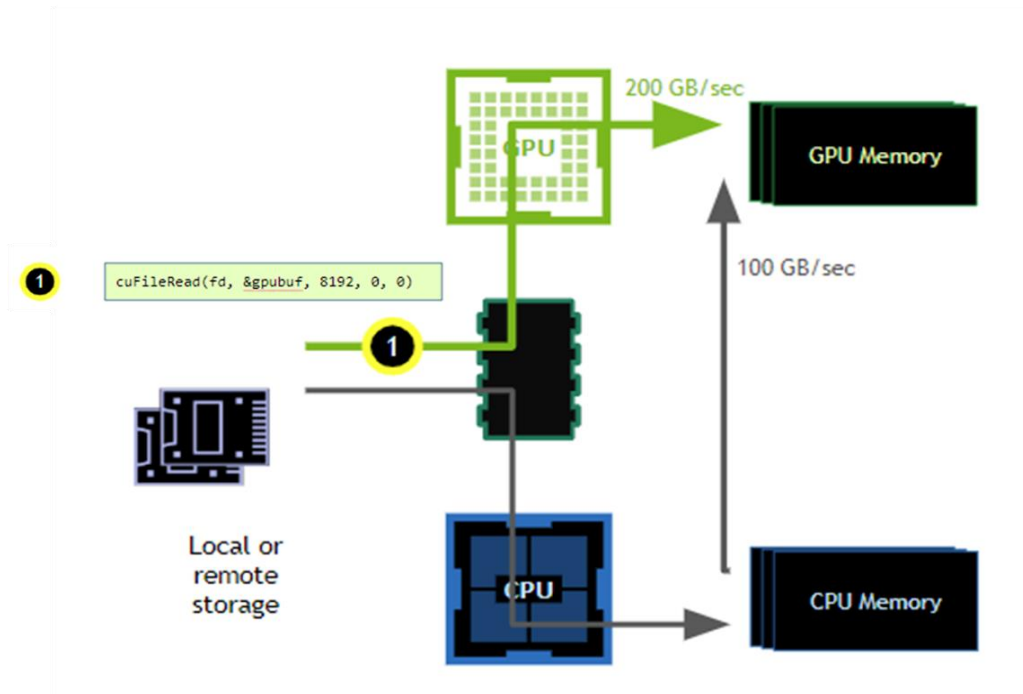 200 GB/sec
GPU
GPU Memory
100 GB/sec
1
cuFileRead(fd, &gpubuf, 8192, 0, 0)
1
Local or
remote
storage
CPU
CPU Memory